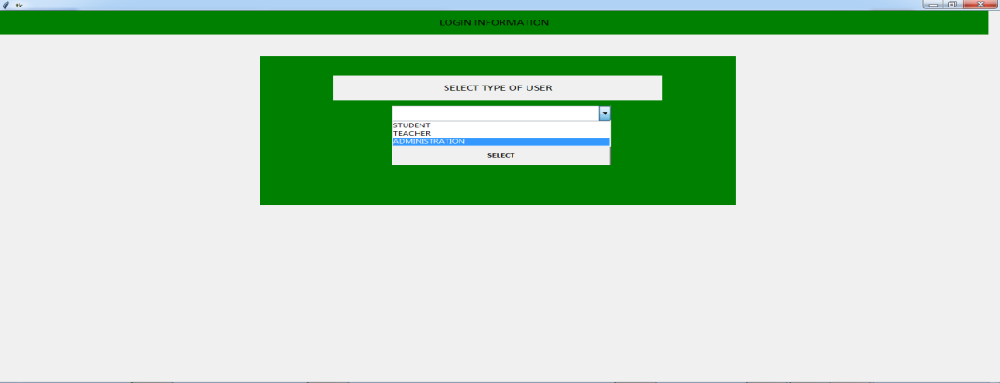 tk
LOGIN INFORMATION
SELECT TYPE OF USER
STUDENT
TEACHER
ADMINISTRATION
SELECT